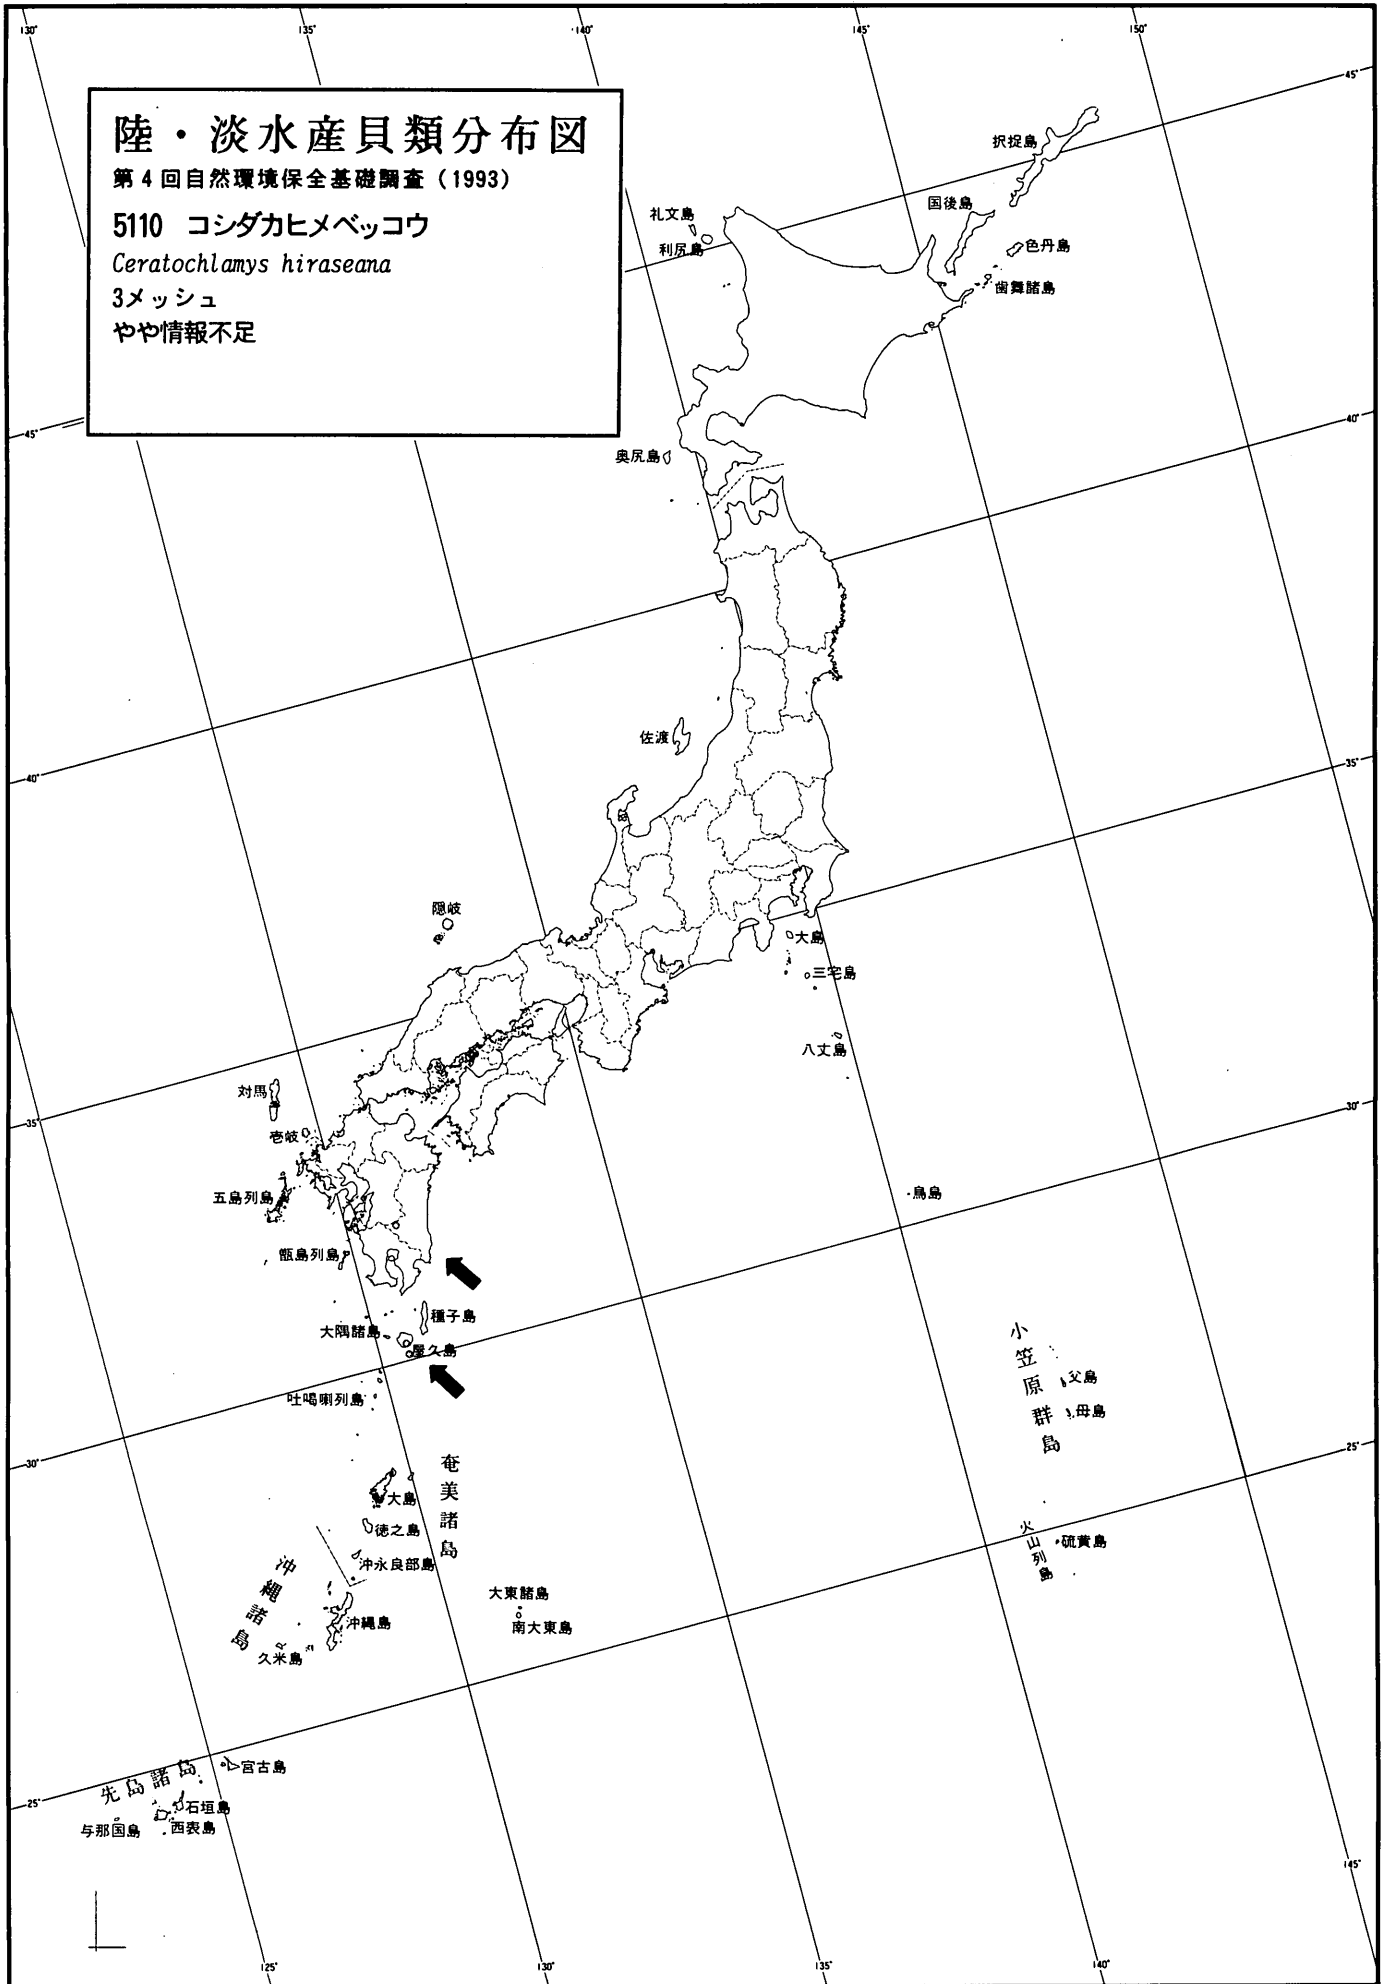 130°
135°
140°
145°
150°
陸・淡水産貝類分布図
第4回自然環境保全基礎調査（1993）
5110 コシダカヒメベッコウ
Ceratochlamys hiraseana
3メッシュ
やや情報不足
45°
択捉島
国後島
色丹島
歯舞諸島
礼文島
利尻島
奥尻島
45°
40°
佐渡
40°
35°
隠岐
大島
三宅島
八丈島
対馬
壱岐
35°
30°
五島列島
鳥島
甑島列島
種子島
大隅諸島
屋久島
吐噶喇列島
小笠原群島
父島
母島
30°
25°
奄美諸島
大島
徳之島
沖永良部島
火山列島
硫黄島
沖縄諸島
沖縄島
久米島
大東諸島
南大東島
先島諸島
宮古島
石垣島
西表島
与那国島
25°
145°
125°
130°
135°
140°